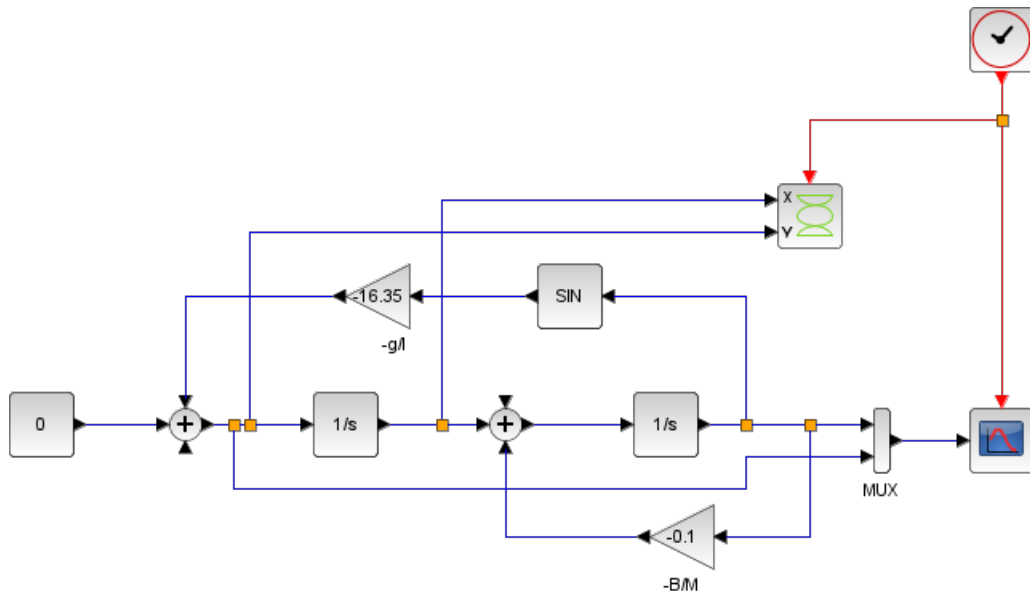 X
Y
-16.35
SIN
-g/l
0
+
1/s
+
1/s
MUX
-0.1
-B/M